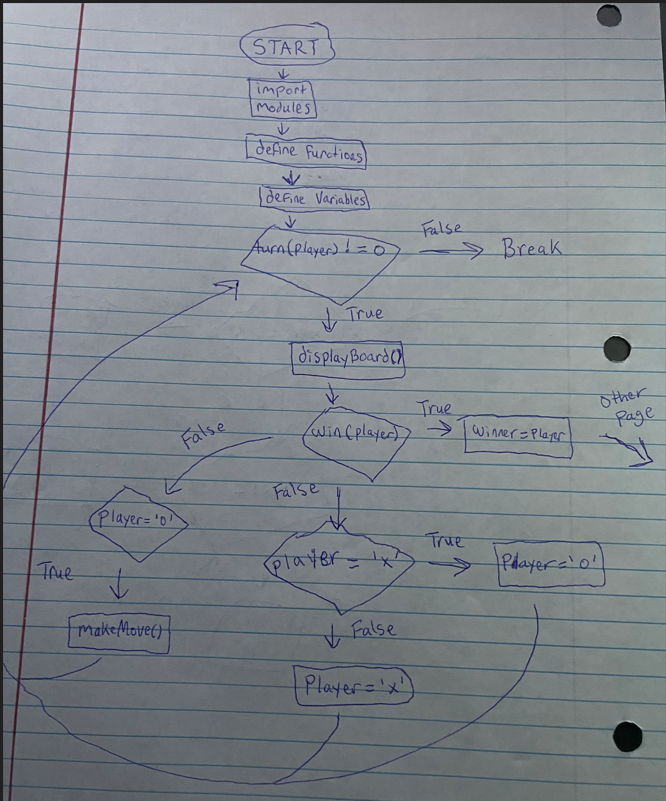 START
import
modules
define functions
define Variables
turn(player) != 0
False
Break
True
displayBoard()
win(player)
True
Winner=Player
Other
page
False
False
Player='O'
player = 'x'
True
Player='O'
True
makeMove()
False
Player='x'